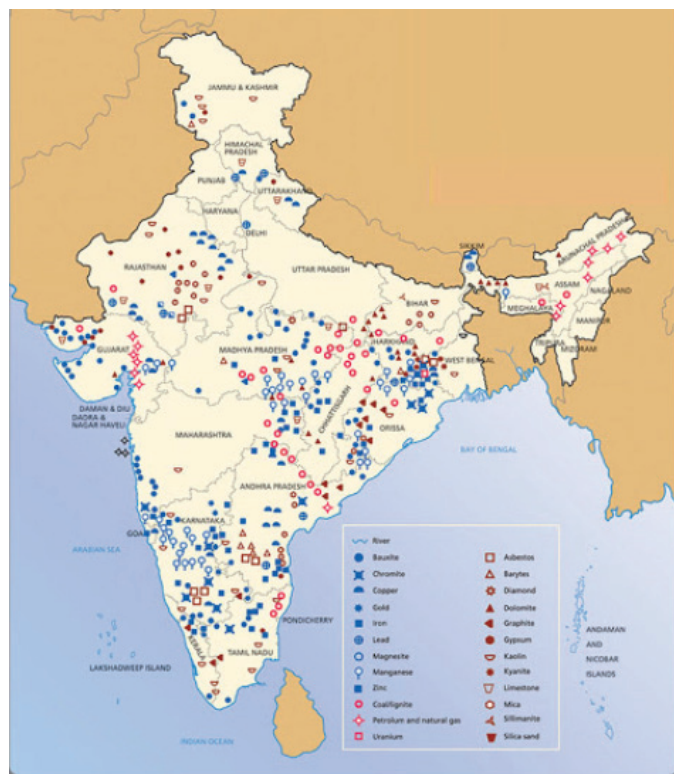 JAMMU & KASHMIR
HIMACHAL
PRADESH
PUNJAB
UTTARAKHAND
HARYANA
DELHI
RAJASTHAN
UTTAR PRADESH
SIKKIM
ARUNACHAL PRADESH
ASSAM
NAGALAND
BIHAR
MEGHALAYA
MANIPUR
GUJARAT
MADHYA PRADESH
JHARKHAND
WEST BENGAL
TRIPURA
MIZORAM
DAMAN & DIU
DADRA &
NAGAR HAVELI
CHHATTISGARH
MAHARASHTRA
ORISSA
BAY OF BENGAL
ANDHRA PRADESH
GOA
KARNATAKA
ARABIAN SEA
PONDICHERRY
KERALA
TAMIL NADU
LAKSHADWEEP ISLAND
ANDAMAN
AND
NICOBAR
ISLANDS
INDIAN OCEAN
River
Bauxite
Chromite
Copper
Gold
Iron
Lead
Magnesite
Manganese
Zinc
Coal/lignite
Petrolum and natural gas
Uranium
Asbentos
Barytes
Diamond
Dolomite
Graphite
Gypsum
Kaolin
Kyanita
Limestone
Mica
Sillimanite
Silica sand